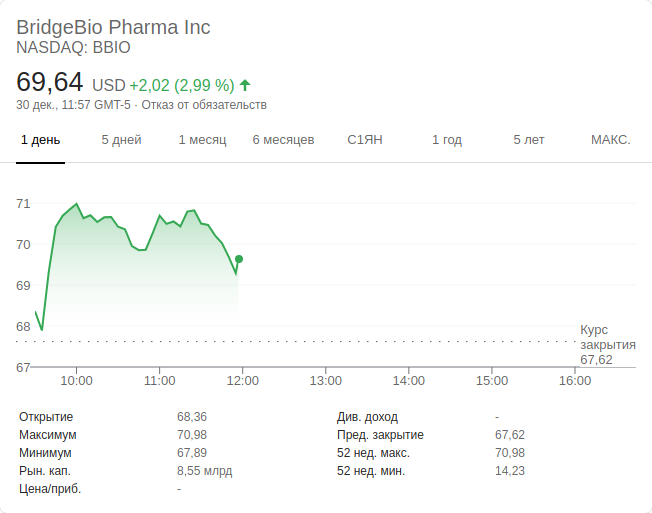 BridgeBio Pharma Inc
NASDAQ: BBIO
69,64 USD +2,02 (2,99 %)
30 дек., 11:57 GMT-5 · Отказ от обязательств
1 день 5 дней 1 месяц 6 месяцев С1ЯН 1 год 5 лет МАКС.
71
70
69
68
Курс
закрытия
67,62
67
10:00 11:00 12:00 13:00 14:00 15:00 16:00
Открытие 68,36 Див. доход -
Максимум 70,98 Пред. закрытие 67,62
Минимум 67,89 52 нед. макс. 70,98
Рын. кап. 8,55 млрд 52 нед. мин. 14,23
Цена/приб. -